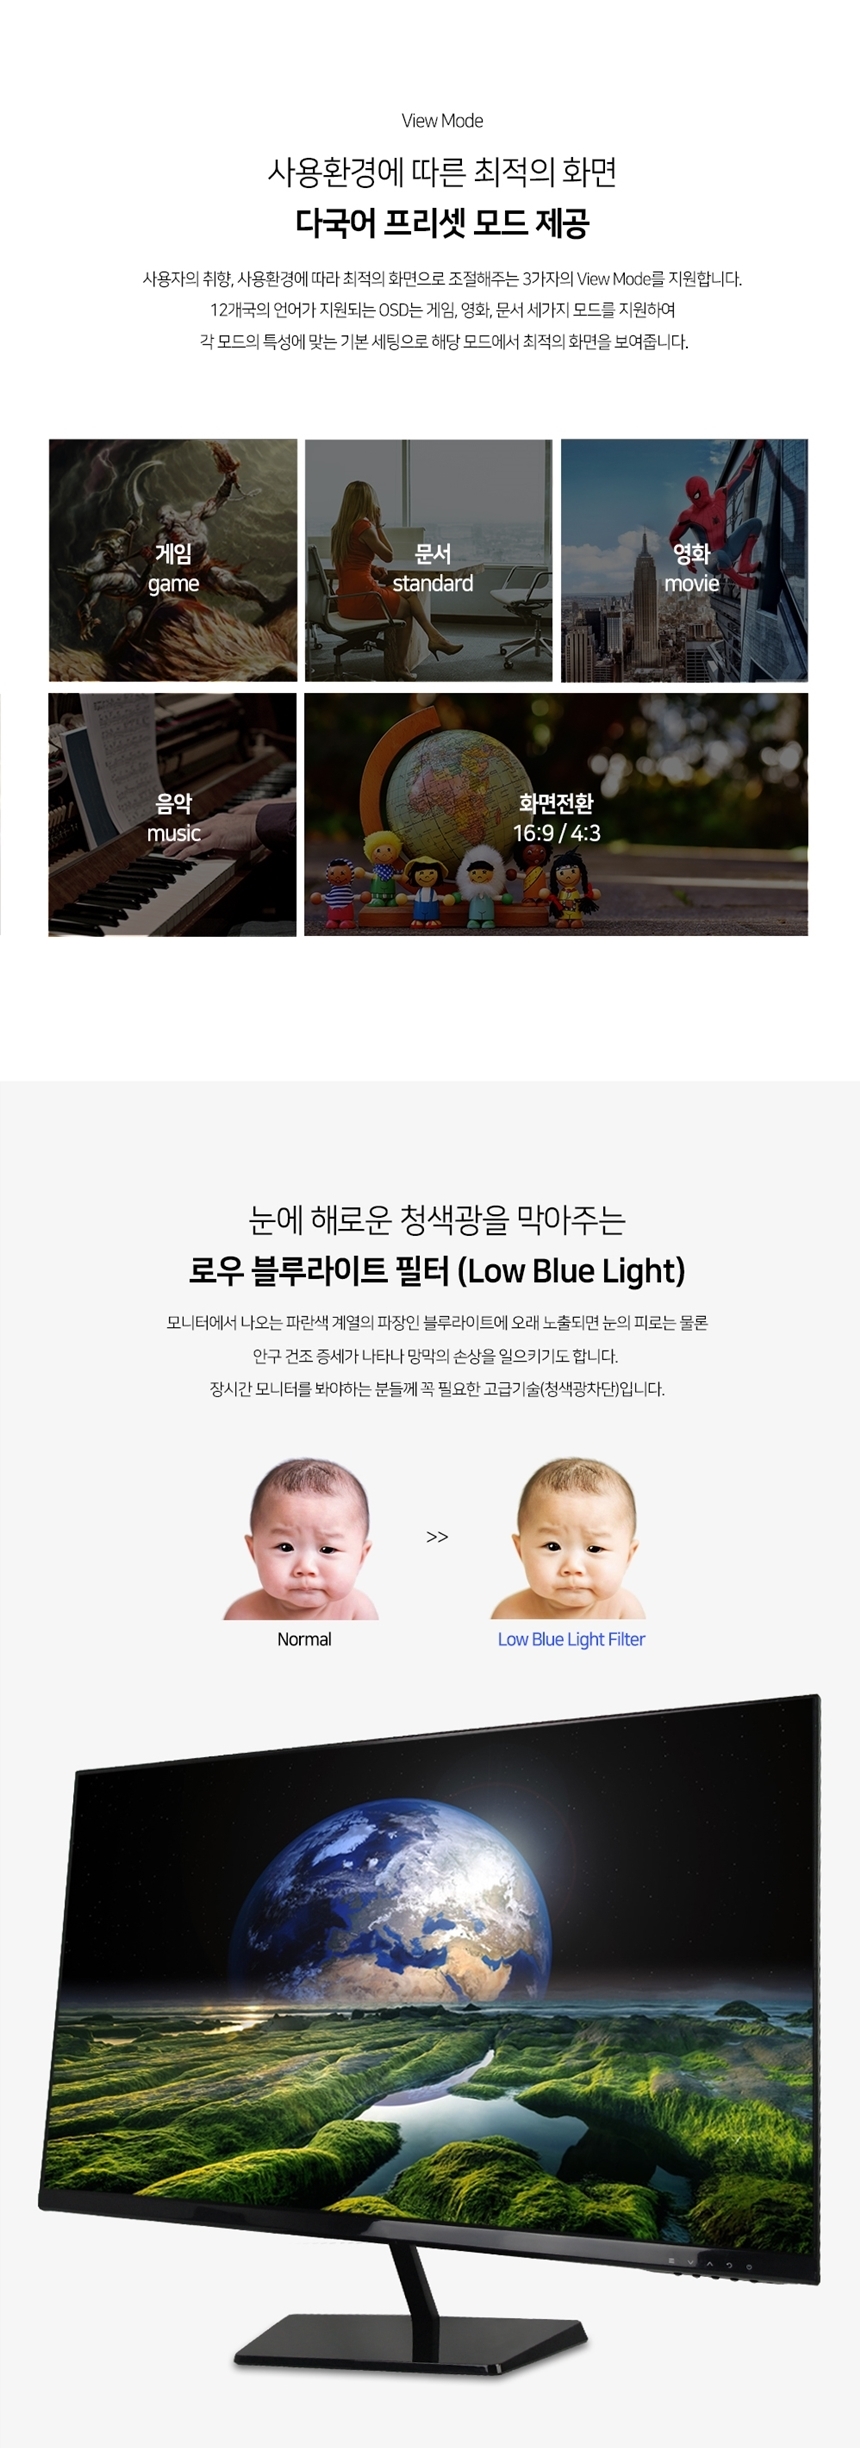 View Mode
사용환경에 따른 최적의 화면
다국어 프리셋 모드 제공
사용자의 취향, 사용환경에 따라 최적의 화면으로 조절해주는 3가자의 View Mode를 지원합니다.
12개국의 언어가 지원되는 OSD는 게임, 영화, 문서 세가지 모드를 지원하여
각 모드의 특성에 맞는 기본 세팅으로 해당 모드에서 최적의 화면을 보여줍니다.
게임
game
문서
standard
영화
movie
음악
music
화면전환
16:9 / 4:3
눈에 해로운 청색광을 막아주는
로우 블루라이트 필터 (Low Blue Light)
모니터에서 나오는 파란색 계열의 파장인 블루라이트에 오래 노출되면 눈의 피로는 물론
안구 건조 증세가 나타나 망막의 손상을 일으키기도 합니다.
장시간 모니터를 봐야하는 분들께 꼭 필요한 고급기술(청색광차단)입니다.
>>
Normal
Low Blue Light Filter